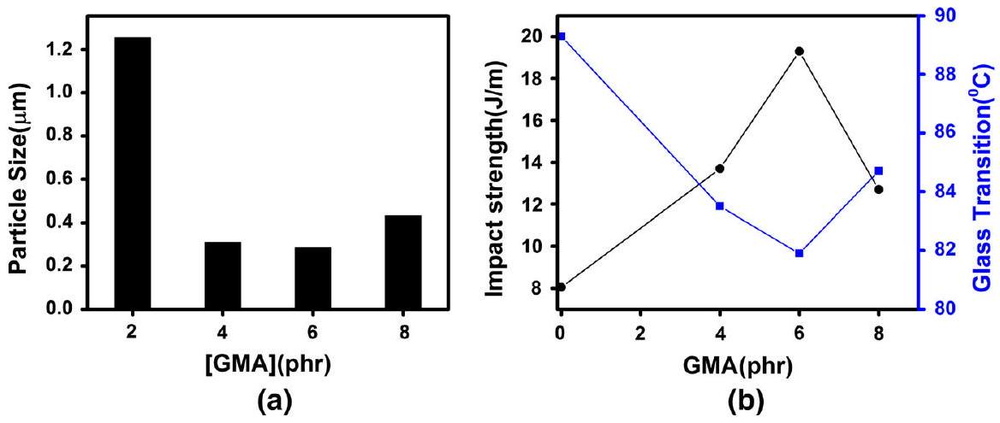 Particle Size(μm)
1.2
1.0
0.8
0.6
0.4
0.2
0.0
2 4 6 8
[GMA](phr)
(a)
Impact strength(J/m)
20
18
16
14
12
10
8
0 2 4 6 8
GMA(phr)
90
88
86
84
82
80
Glass Transition(⁰C)
(b)